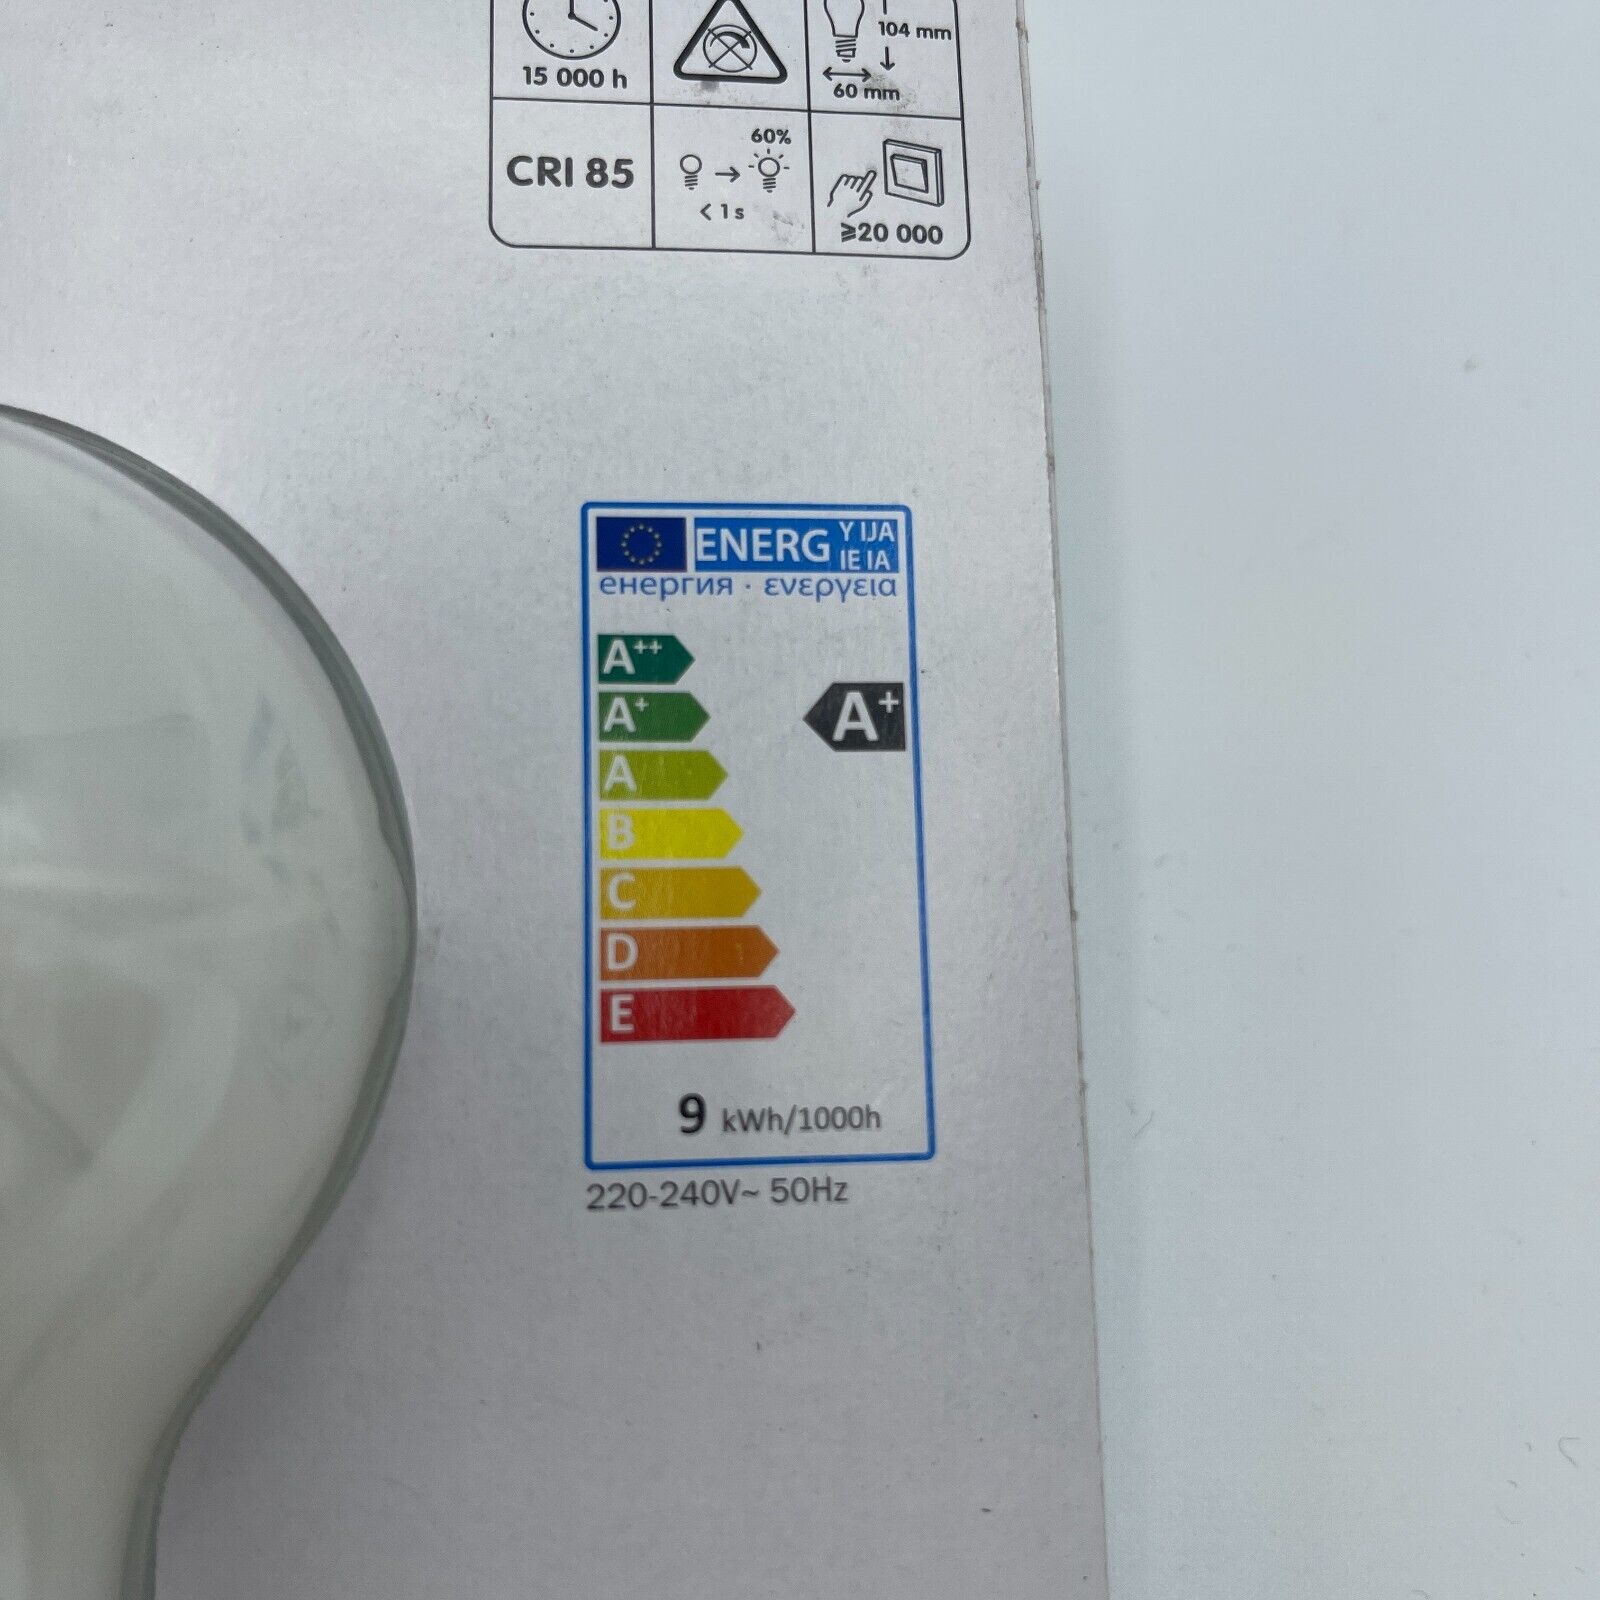 15 000 h
104 mm
60 mm
CRI 85
60%
< 1 s
≥20 000
ENERG Y IJA
IE IA
енергия · ενεργεια
A++
A+
A+
A
B
C
D
E
9 kWh/1000h
220-240V~ 50Hz